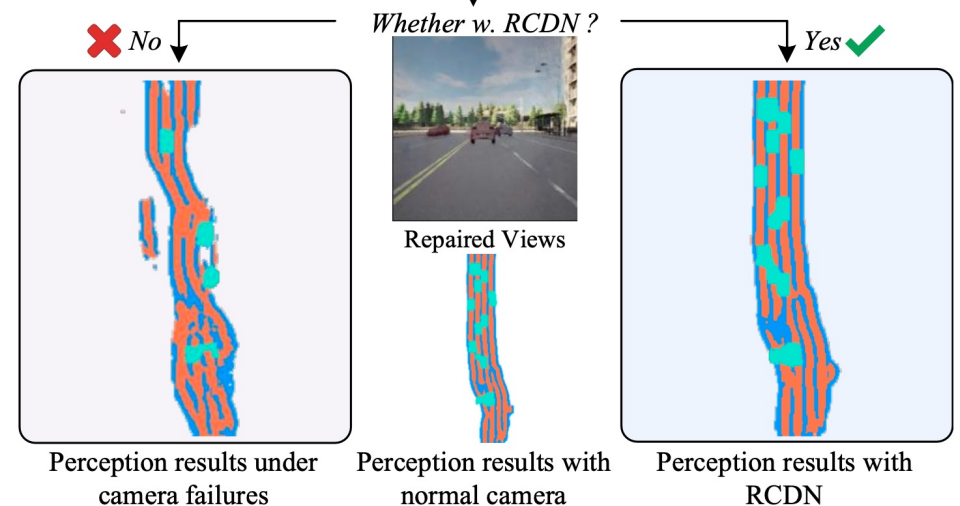 Whether w. RCDN ?
No
Yes
Repaired Views
Perception results under
camera failures
Perception results with
normal camera
Perception results with
RCDN